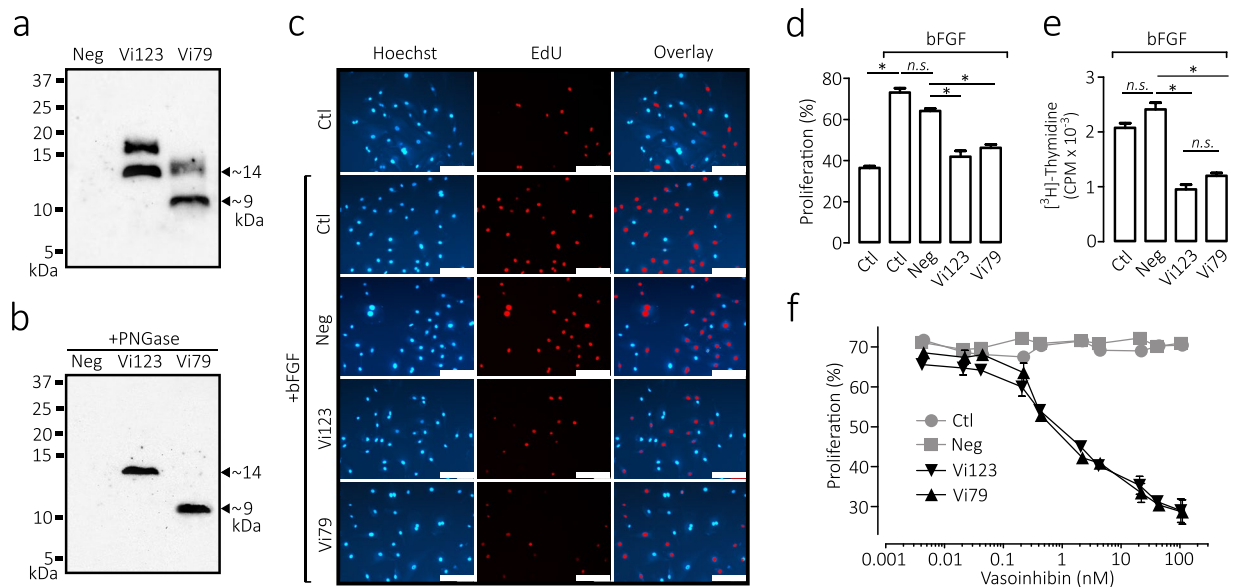 a
Neg Vi123 Vi79
37
25
20
15
10
5
kDa
~14
~9
kDa
b
+PNGase
Neg Vi123 Vi79
37
25
20
15
10
5
kDa
~14
~9
kDa
c
Hoechst EdU Overlay
Ctl
+bFGF
Ctl
Neg
Vi123
Vi79
d
bFGF
* n.s. * *
80
60
40
20
0
Proliferation (%)
Ctl Ctl Neg Vi123 Vi79
e
bFGF
n.s. * * n.s.
3
2
1
0
[³H]-Thymidine
(CPM x 10⁻³)
Ctl Neg Vi123 Vi79
f
70
60
50
40
30
Proliferation (%)
Ctl
Neg
Vi123
Vi79
0.001 0.01 0.1 1 10 100
Vasoinhibin (nM)